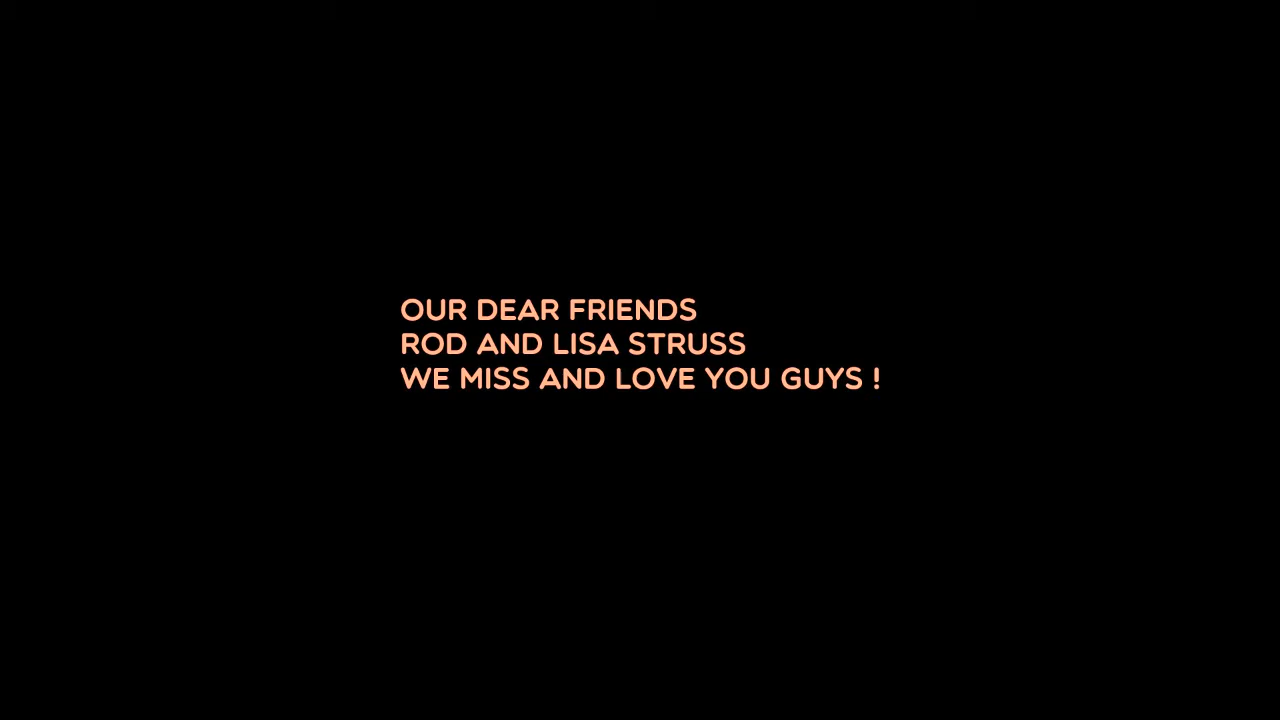 OUR DEAR FRIENDS
ROD AND LISA STRUSS
WE MISS AND LOVE YOU GUYS !